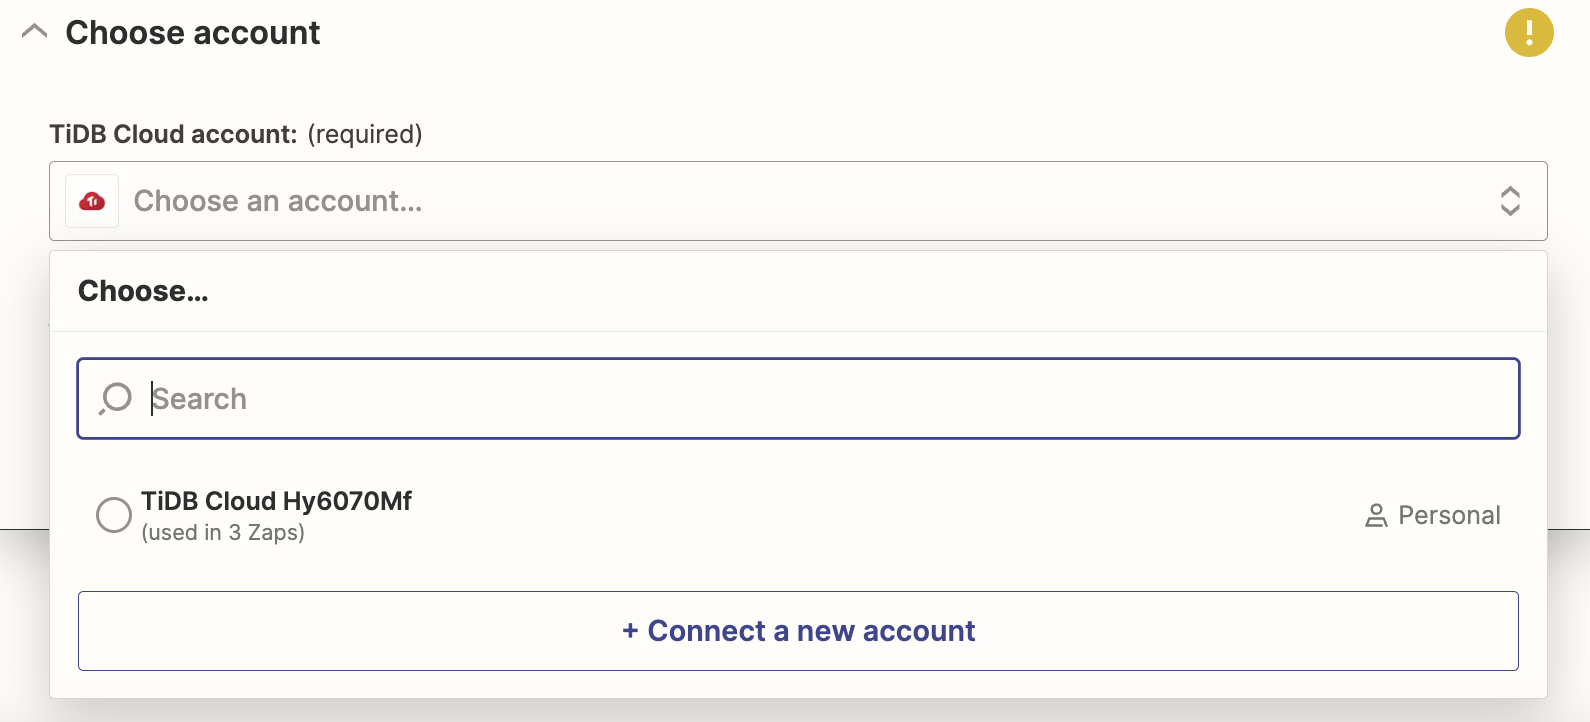 Choose account
TiDB Cloud account: (required)
Choose an account...
Choose...
Search
TiDB Cloud Hy6070Mf
(used in 3 Zaps)
Personal
+ Connect a new account